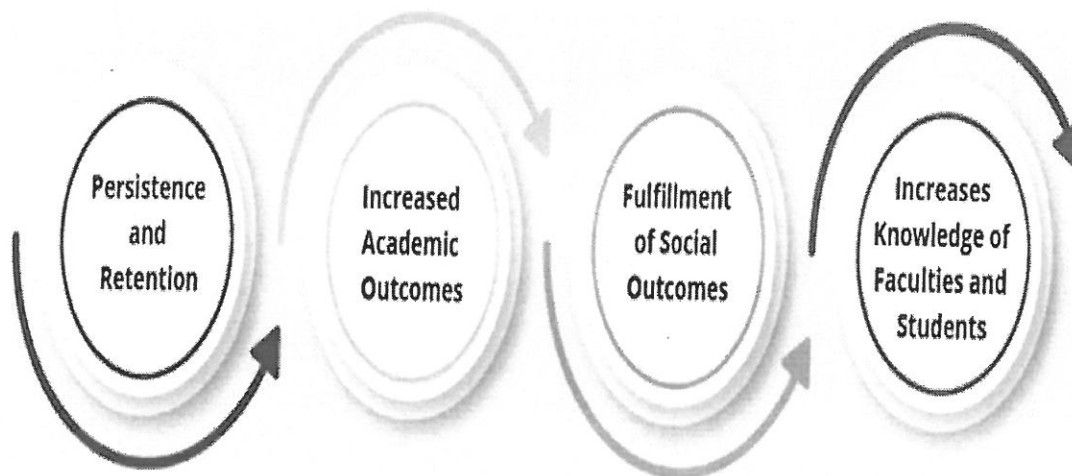 Persistence
and
Retention
Increased
Academic
Outcomes
Fulfillment
of Social
Outcomes
Increases
Knowledge of
Faculties and
Students